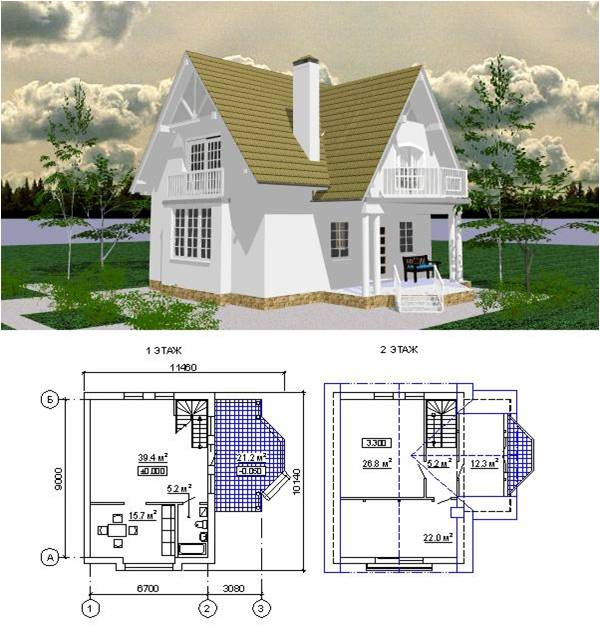 1 ЭТАЖ
2 ЭТАЖ
11460
Б
9000
39.4 м²
±0.000
21.2 м²
-0.050
10140
5.2 м²
15.7 м²
А
6700
3080
1
2
3
3.300
26.8 м²
5.2 м²
12.3 м²
22.0 м²